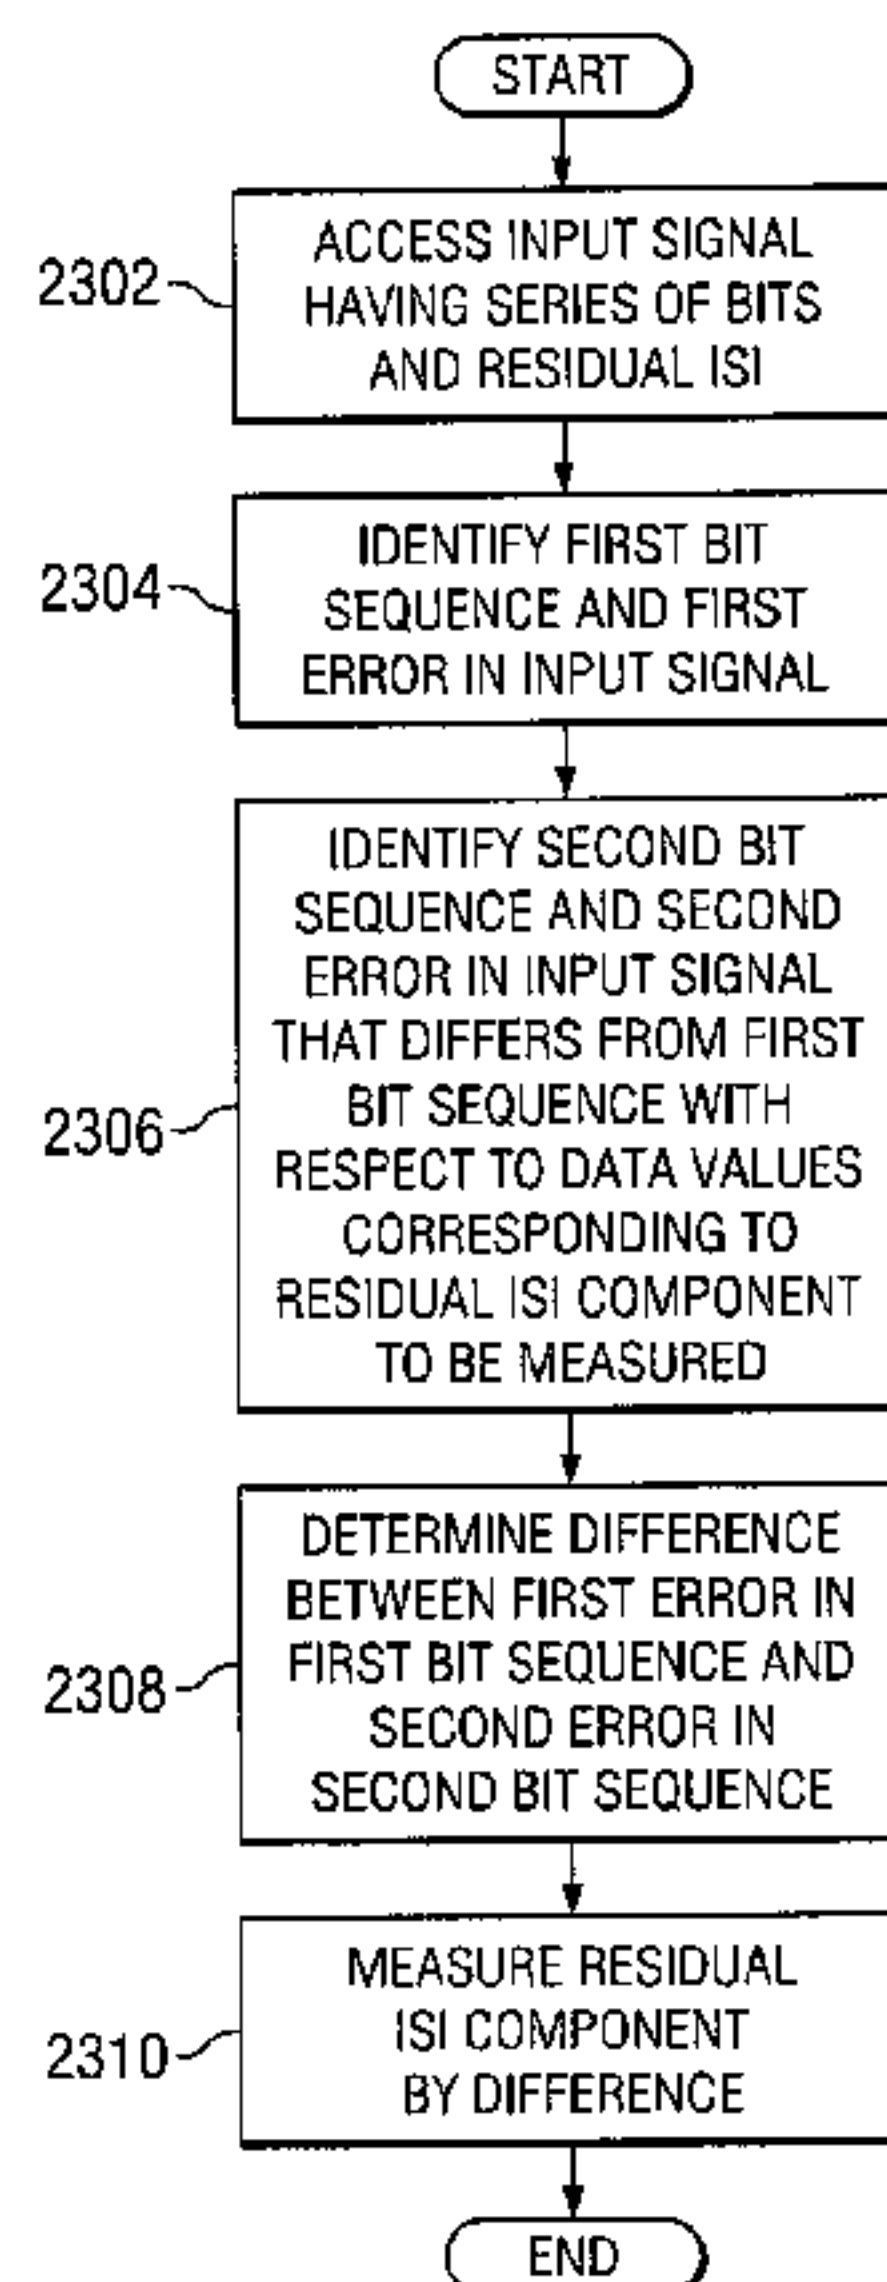 START
2302
ACCESS INPUT SIGNAL
HAVING SERIES OF BITS
AND RESIDUAL ISI
2304
IDENTIFY FIRST BIT
SEQUENCE AND FIRST
ERROR IN INPUT SIGNAL
2306
IDENTIFY SECOND BIT
SEQUENCE AND SECOND
ERROR IN INPUT SIGNAL
THAT DIFFERS FROM FIRST
BIT SEQUENCE WITH
RESPECT TO DATA VALUES
CORRESPONDING TO
RESIDUAL ISI COMPONENT
TO BE MEASURED
2308
DETERMINE DIFFERENCE
BETWEEN FIRST ERROR IN
FIRST BIT SEQUENCE AND
SECOND ERROR IN
SECOND BIT SEQUENCE
2310
MEASURE RESIDUAL
ISI COMPONENT
BY DIFFERENCE
END